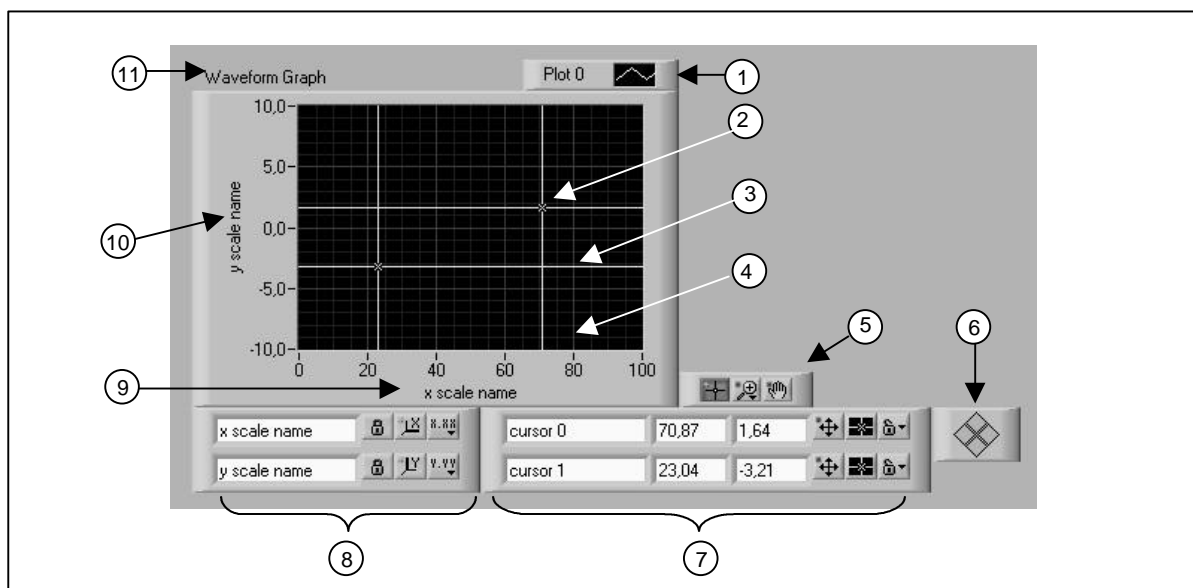 11
Waveform Graph
Plot 0
1
10,0
2
5,0
3
y scale name
10
0,0
4
-5,0
5
6
-10,0
0 20 40 60 80 100
9
x scale name
x scale name
X
x.xx
cursor 0 70,87 1,64
y scale name
Y
y.yy
cursor 1 23,04 -3,21
8
7